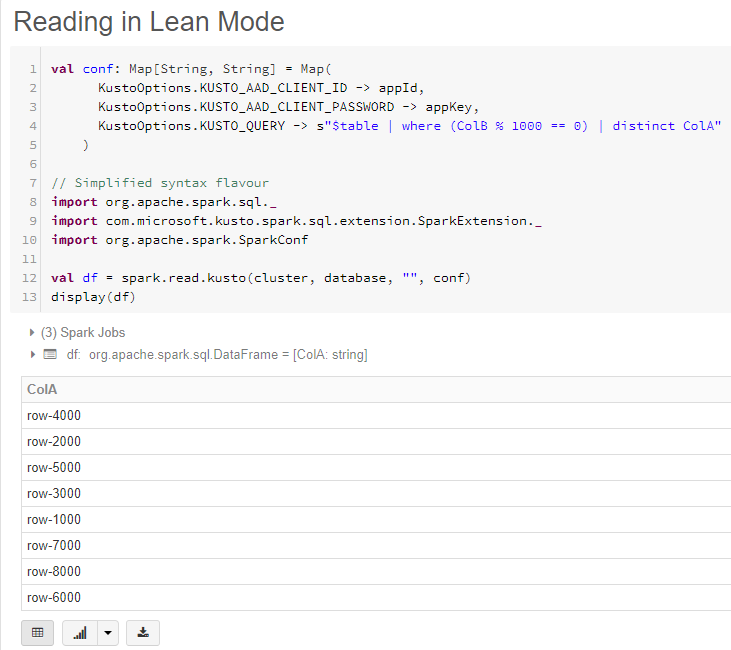 Reading in Lean Mode
1 val conf: Map[String, String] = Map(
2 KustoOptions.KUSTO_AAD_CLIENT_ID -> appId,
3 KustoOptions.KUSTO_AAD_CLIENT_PASSWORD -> appKey,
4 KustoOptions.KUSTO_QUERY -> s"$table | where (ColB % 1000 == 0) | distinct ColA"
5 )
6
7 // Simplified syntax flavour
8 import org.apache.spark.sql._
9 import com.microsoft.kusto.spark.sql.extension.SparkExtension._
10 import org.apache.spark.SparkConf
11
12 val df = spark.read.kusto(cluster, database, "", conf)
13 display(df)
(3) Spark Jobs
df: org.apache.spark.sql.DataFrame = [ColA: string]
ColA
row-4000
row-2000
row-5000
row-3000
row-1000
row-7000
row-8000
row-6000